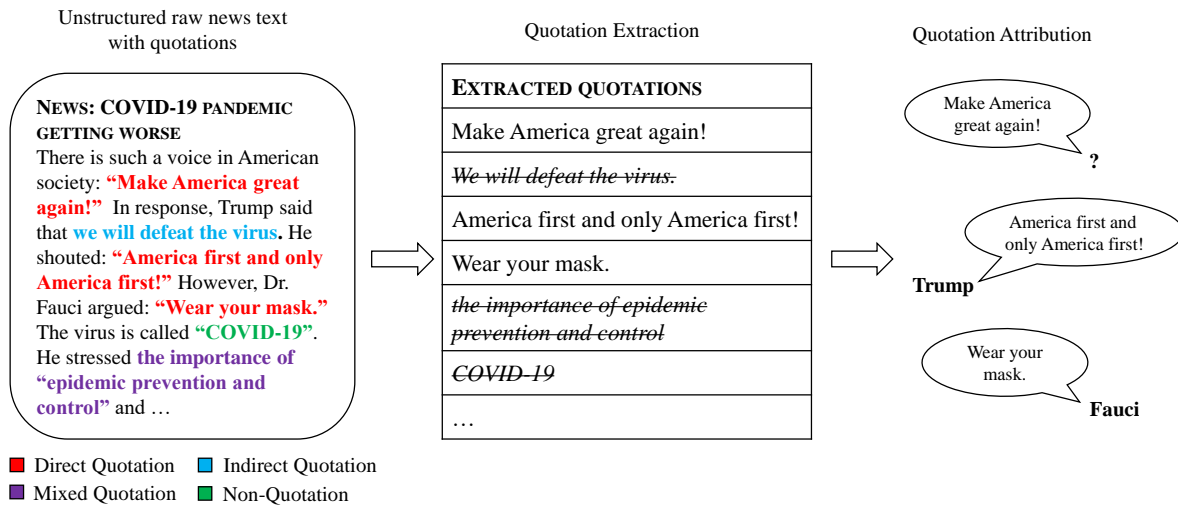 Unstructured raw news text
with quotations
NEWS: COVID-19 PANDEMIC
GETTING WORSE
There is such a voice in American
society: “Make America great
again!” In response, Trump said
that we will defeat the virus. He
shouted: “America first and only
America first!” However, Dr.
Fauci argued: “Wear your mask.”
The virus is called “COVID-19”.
He stressed the importance of
“epidemic prevention and
control” and …
Direct Quotation
Indirect Quotation
Mixed Quotation
Non-Quotation
Quotation Extraction
EXTRACTED QUOTATIONS
Make America great again!
We will defeat the virus.
America first and only America first!
Wear your mask.
the importance of epidemic
prevention and control
COVID-19
…
Quotation Attribution
Make America
great again!
?
America first and
only America first!
Trump
Wear your
mask.
Fauci